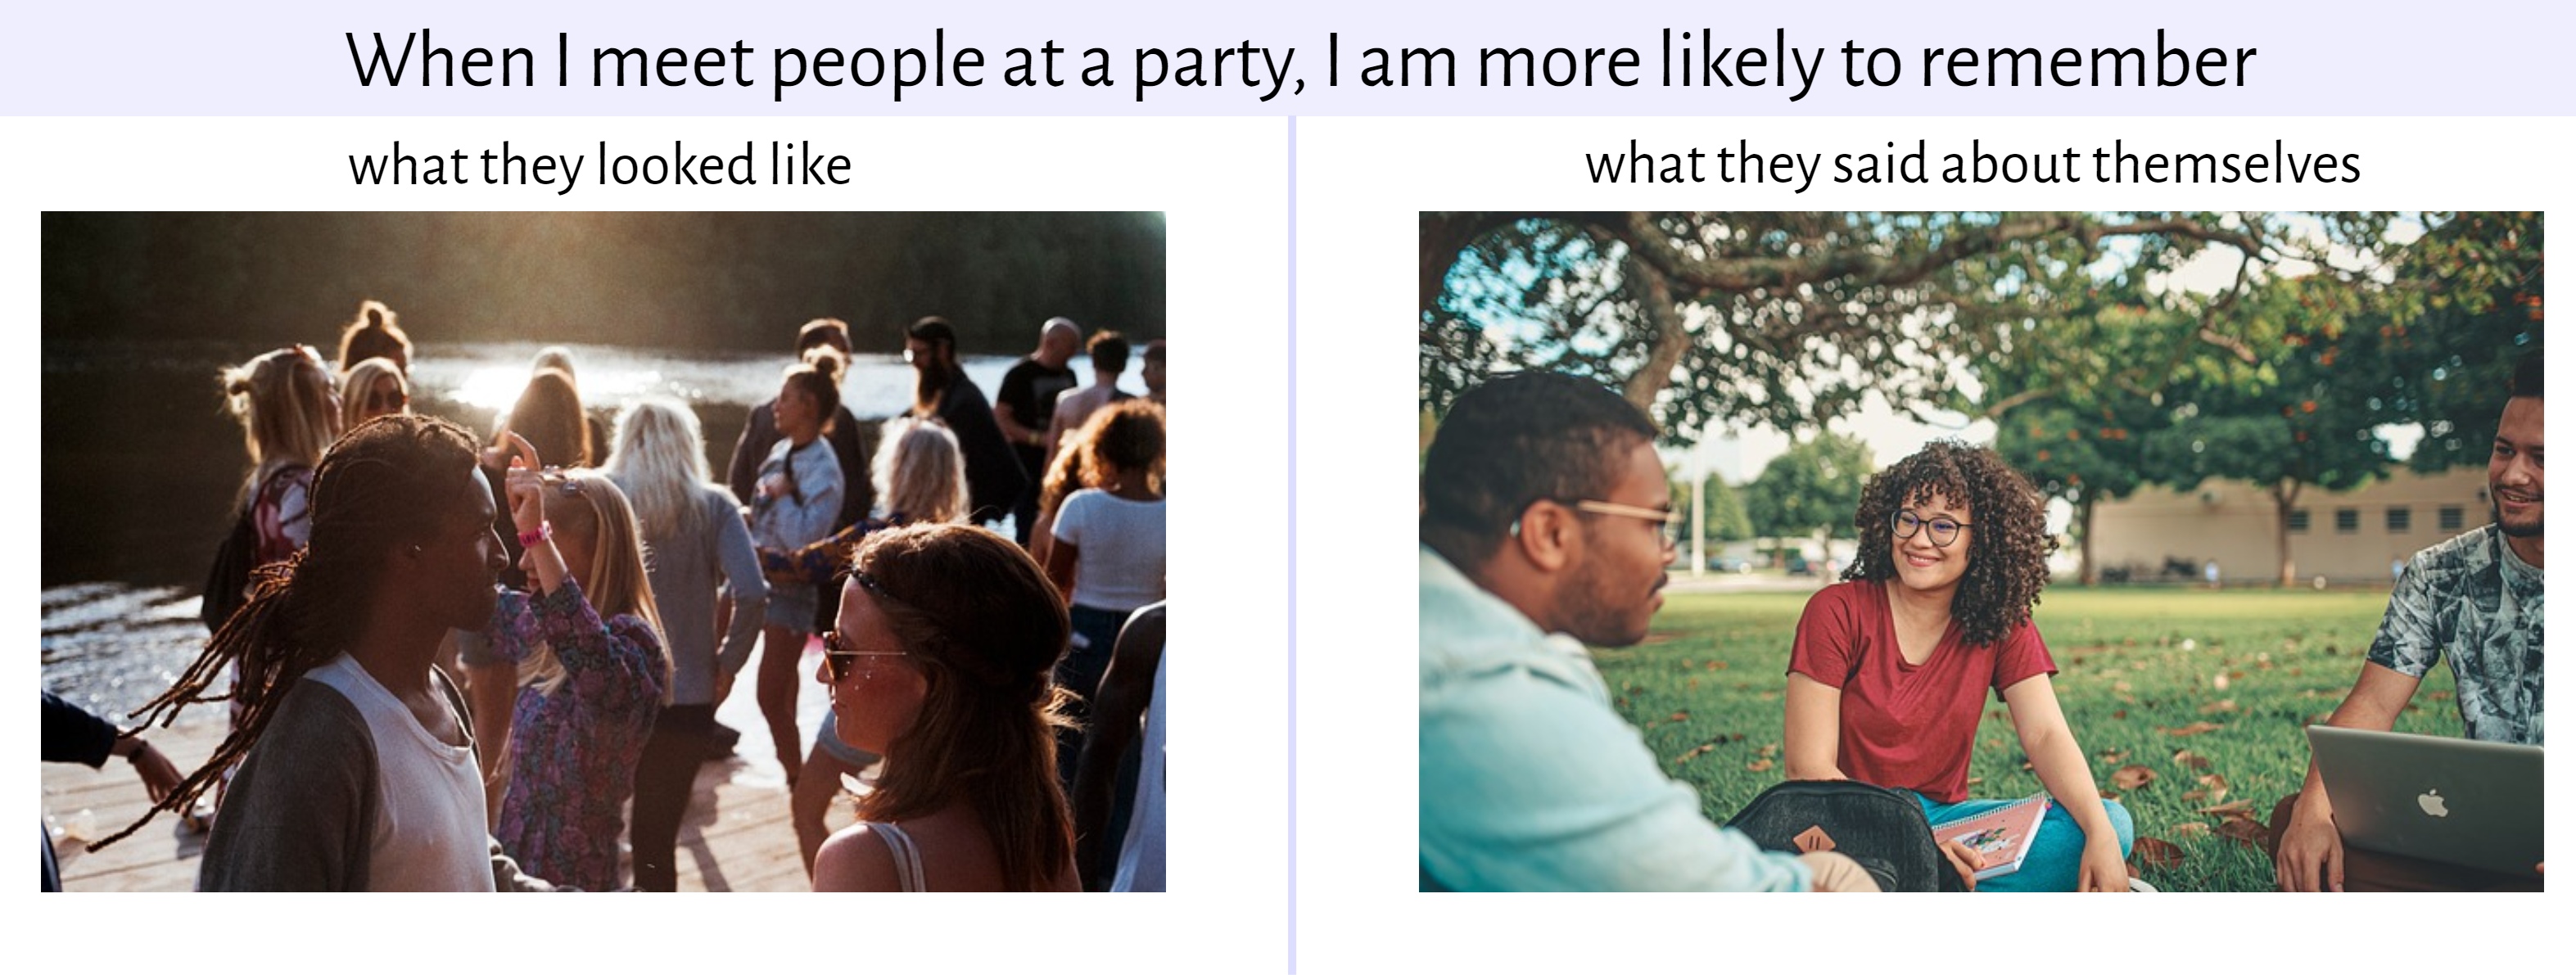 When I meet people at a party, I am more likely to remember
what they looked like
what they said about themselves